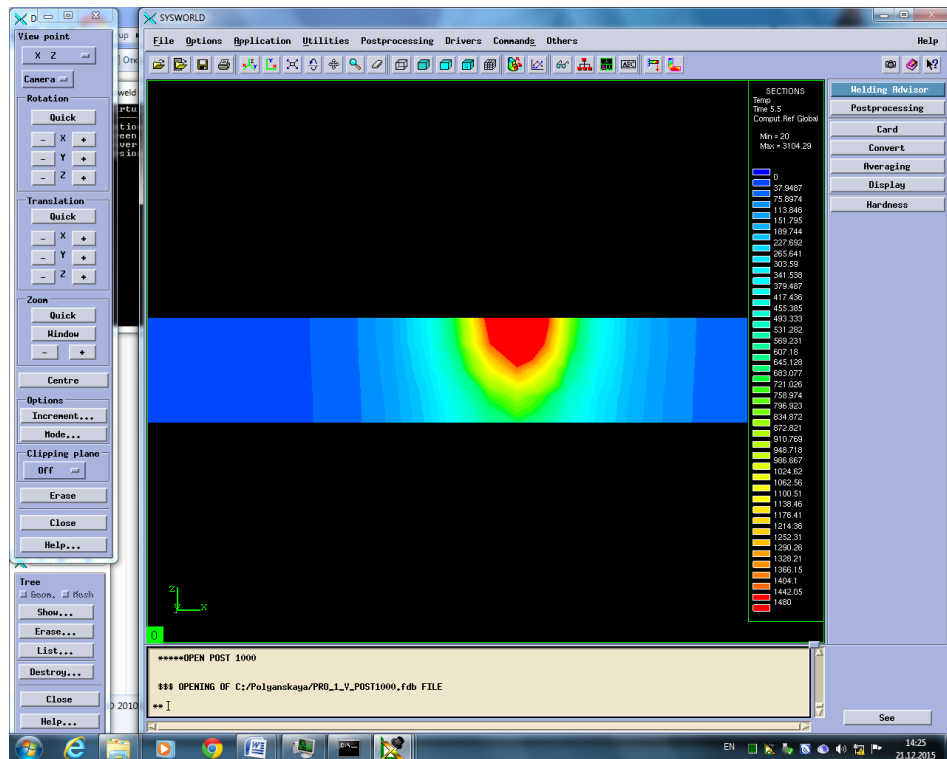 SYSWORLD
View point
X Z
Camera
Rotation
Quick
- X +
- Y +
- Z +
Translation
Quick
- X +
- Y +
- Z +
Zoom
Quick
Window
- +
Centre
Options
Increment...
Mode...
Clipping plane
Off
Erase
Close
Help...
Tree
Geom. Mesh
Show...
Erase...
List...
Destroy...
Close
Help...
File Options Application Utilities Postprocessing Drivers Commands Others Help
SECTIONS
Temp
Time 5.5
Comput.Ref Global
Min = 20
Max = 3104.29
0
37.9487
75.8974
113.846
151.795
189.744
227.692
265.641
303.59
341.538
379.487
417.436
455.385
493.333
531.282
569.231
607.18
645.128
683.077
721.026
758.974
796.923
834.872
872.821
910.769
948.718
986.667
1024.62
1062.56
1100.51
1138.46
1176.41
1214.36
1252.31
1290.26
1328.21
1366.15
1404.1
1442.05
1480
Z
Y X
0
Welding Advisor
Postprocessing
Card
Convert
Averaging
Display
Hardness
See
*****OPEN POST 1000
$$$ OPENING OF C:/Polyanskaya/PRO_1_V_POST1000.fdb FILE
**
2010
EN
14:25
21.12.2015